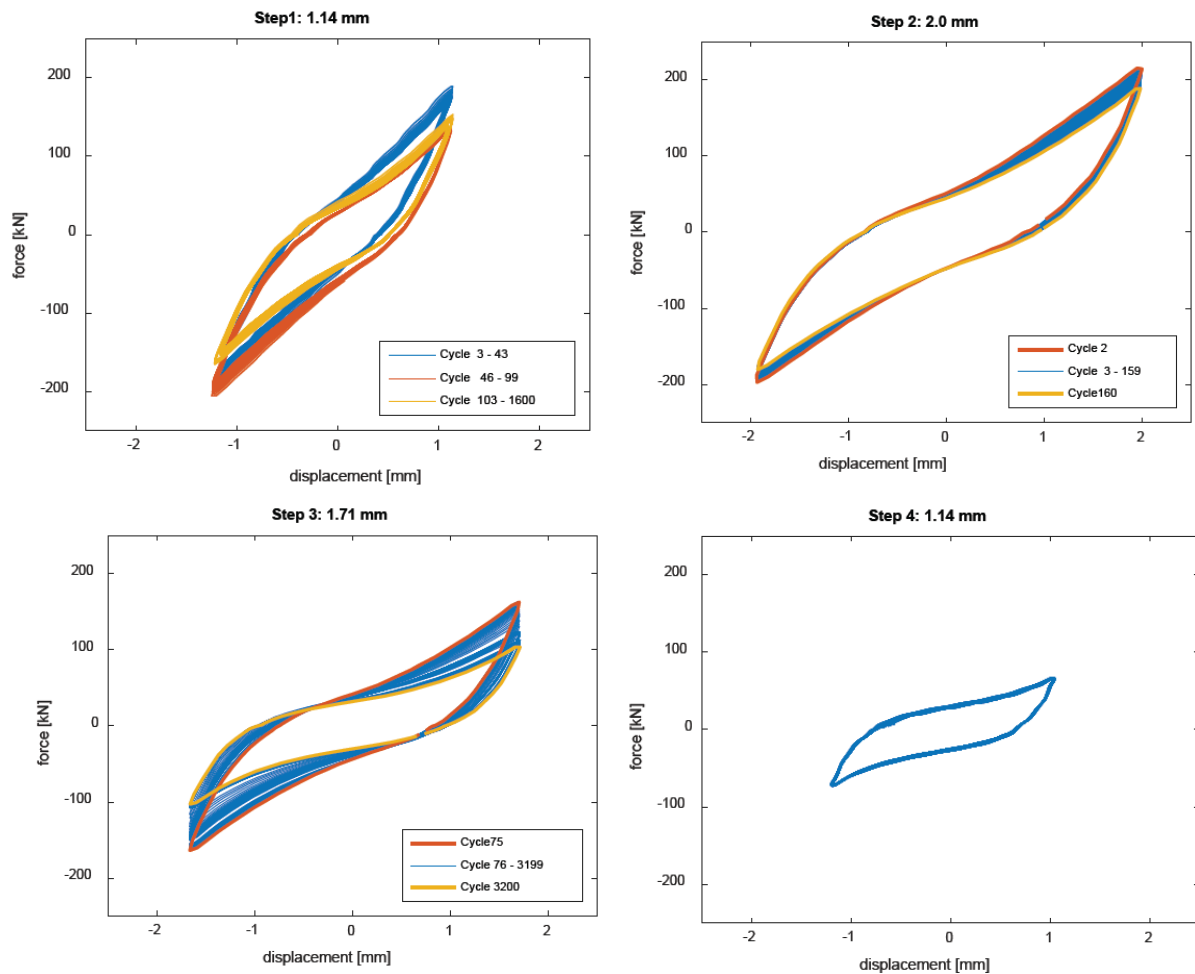 Step1: 1.14 mm
200
100
0
-100
-200
force [kN]
-2 -1 0 1 2
displacement [mm]
Cycle 3 - 43
Cycle 46 - 99
Cycle 103 - 1600
Step 2: 2.0 mm
200
100
0
-100
-200
force [kN]
-2 -1 0 1 2
displacement [mm]
Cycle 2
Cycle 3 - 159
Cycle160
Step 3: 1.71 mm
200
100
0
-100
-200
force [kN]
-2 -1 0 1 2
displacement [mm]
Cycle75
Cycle 76 - 3199
Cycle 3200
Step 4: 1.14 mm
200
100
0
-100
-200
force [kN]
-2 -1 0 1 2
displacement [mm]